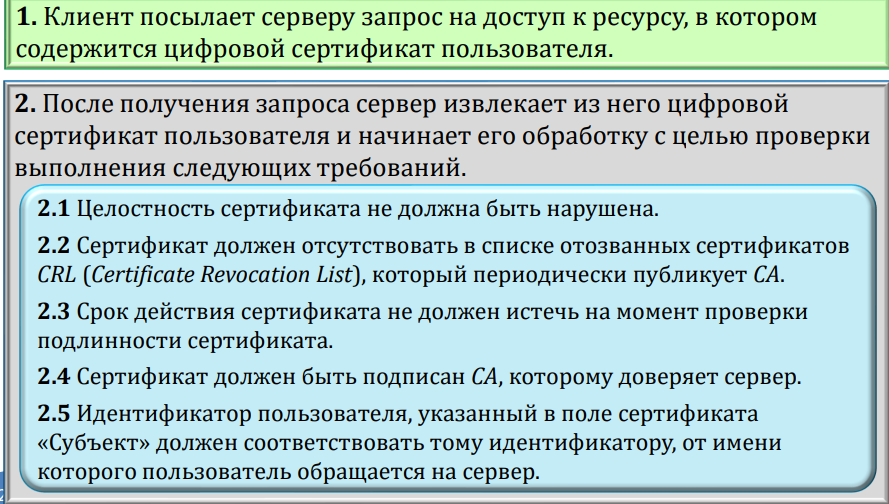 1. Клиент посылает серверу запрос на доступ к ресурсу, в котором
содержится цифровой сертификат пользователя.
2. После получения запроса сервер извлекает из него цифровой
сертификат пользователя и начинает его обработку с целью проверки
выполнения следующих требований.
2.1 Целостность сертификата не должна быть нарушена.
2.2 Сертификат должен отсутствовать в списке отозванных сертификатов
CRL (Certificate Revocation List), который периодически публикует CA.
2.3 Срок действия сертификата не должен истечь на момент проверки
подлинности сертификата.
2.4 Сертификат должен быть подписан CA, которому доверяет сервер.
2.5 Идентификатор пользователя, указанный в поле сертификата
«Субъект» должен соответствовать тому идентификатору, от имени
которого пользователь обращается на сервер.